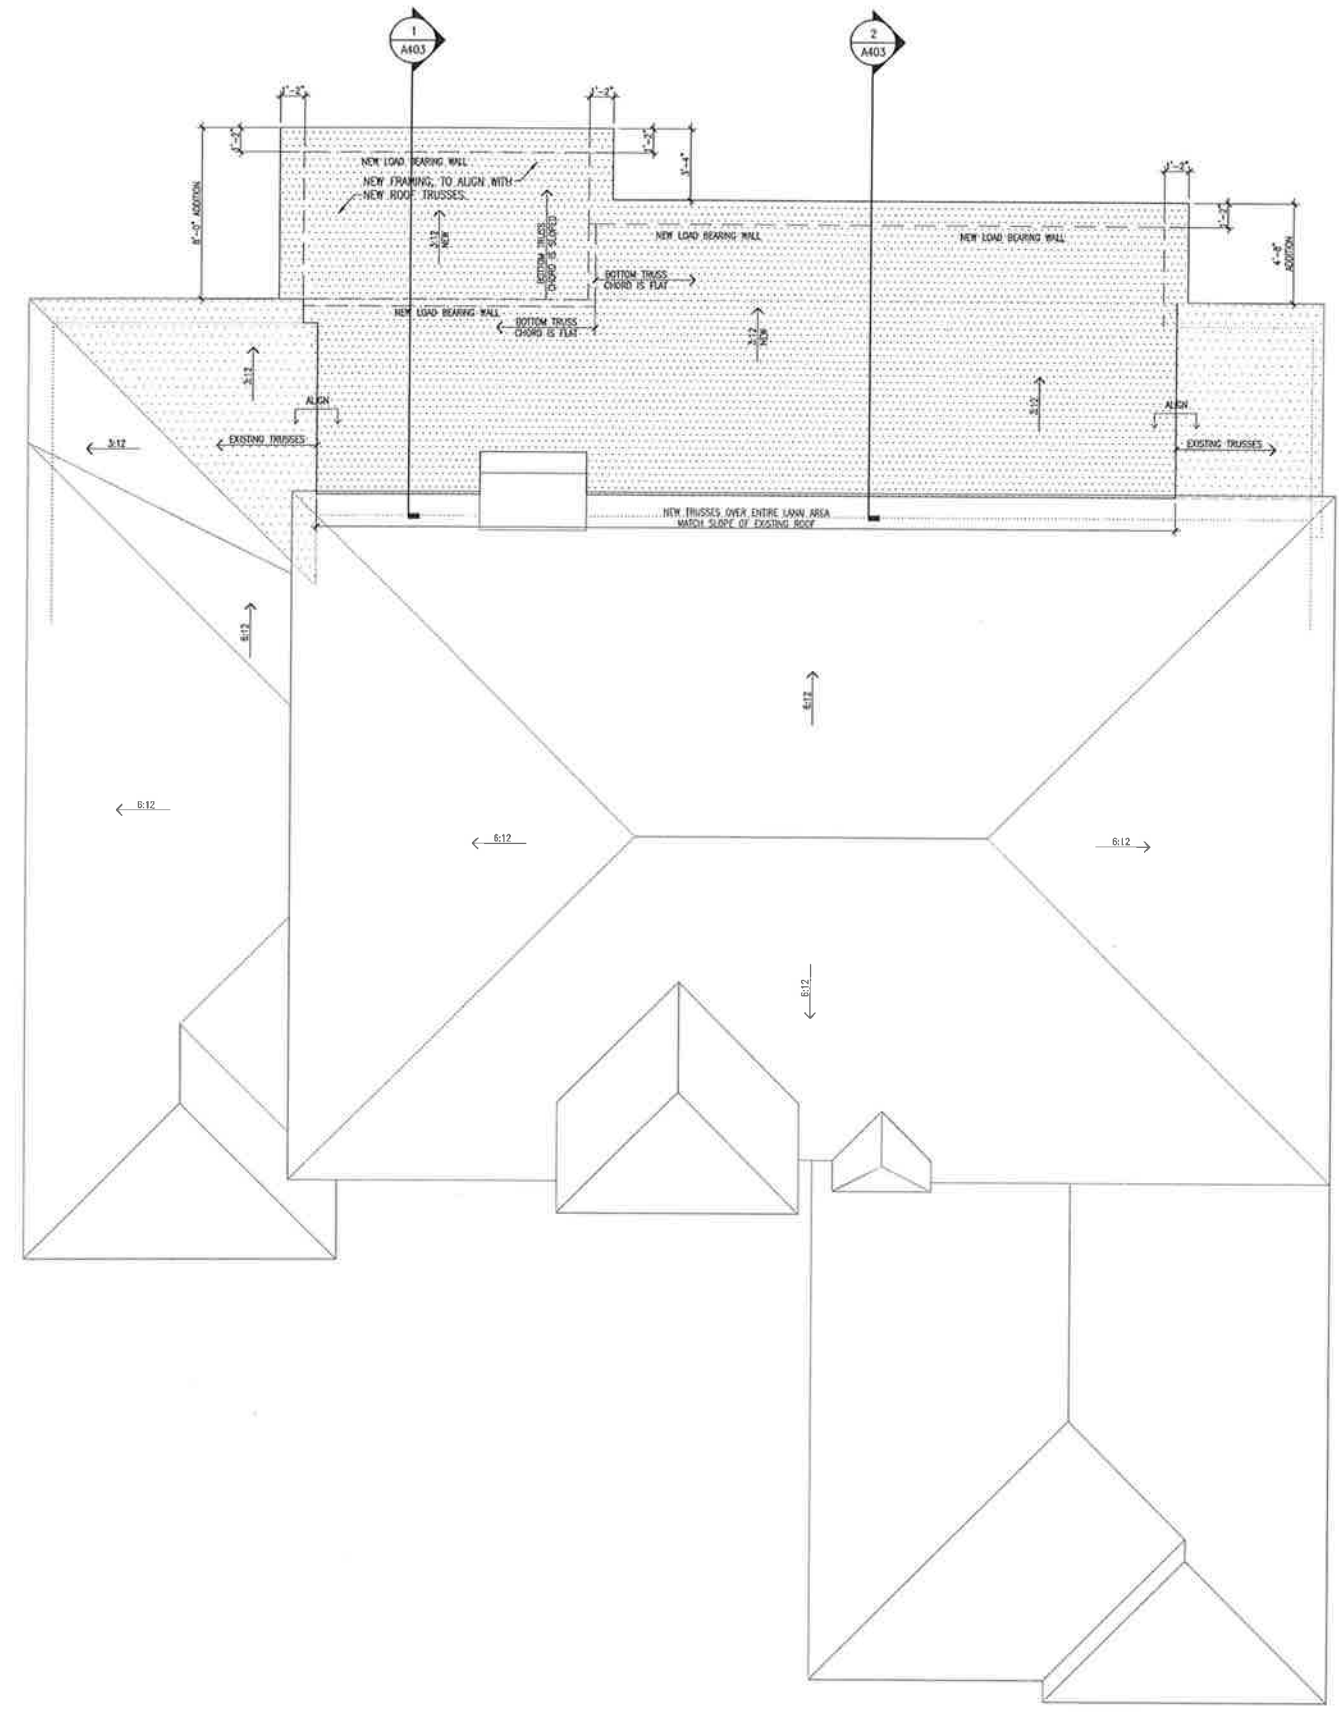 1
A403
2
A403
1'-2"
1'-2"
1'-2"
1'-2"
3'-4"
1'-2"
1'-2"
8'-0" ADDITION
4'-8"
ADDITION
NEW LOAD BEARING WALL
NEW FRAMING, TO ALIGN WITH
NEW ROOF TRUSSES.
3:12
NEW
BOTTOM TRUSS
CHORD IS SLOPED
NEW LOAD BEARING WALL
NEW LOAD BEARING WALL
BOTTOM TRUSS
CHORD IS FLAT
NEW LOAD BEARING WALL
BOTTOM TRUSS
CHORD IS FLAT
3:12
NEW
3:12
3:12
ALIGN
ALIGN
3:12
EXISTING TRUSSES
EXISTING TRUSSES
NEW TRUSSES OVER ENTIRE LANAI AREA
MATCH SLOPE OF EXISTING ROOF
6:12
6:12
6:12
6:12
6:12
6:12